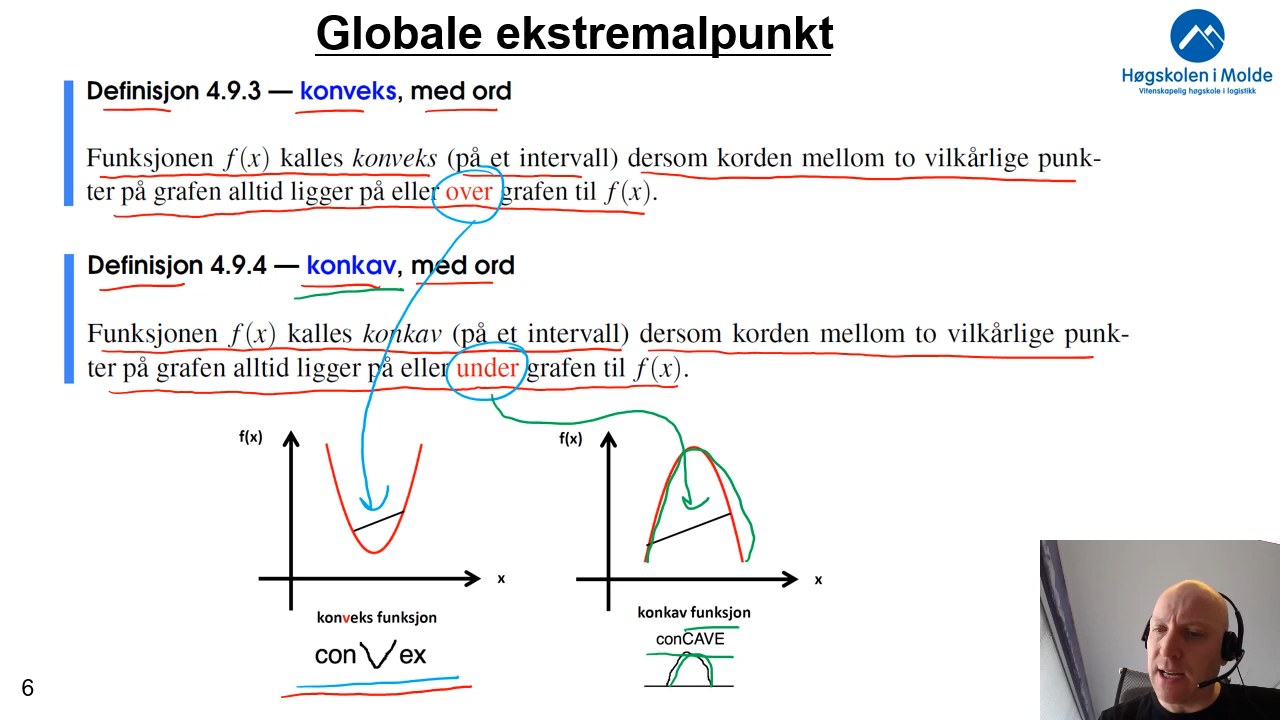 Globale ekstremalpunkt
Høgskolen i Molde
Vitenskapelig høgskole i logistikk
Definisjon 4.9.3 — konveks, med ord
Funksjonen f(x) kalles konveks (på et intervall) dersom korden mellom to vilkårlige punk-
ter på grafen alltid ligger på eller over grafen til f(x).
Definisjon 4.9.4 — konkav, med ord
Funksjonen f(x) kalles konkav (på et intervall) dersom korden mellom to vilkårlige punk-
ter på grafen alltid ligger på eller under grafen til f(x).
f(x)
x
konveks funksjon
con V ex
f(x)
x
konkav funksjon
conCAVE
6